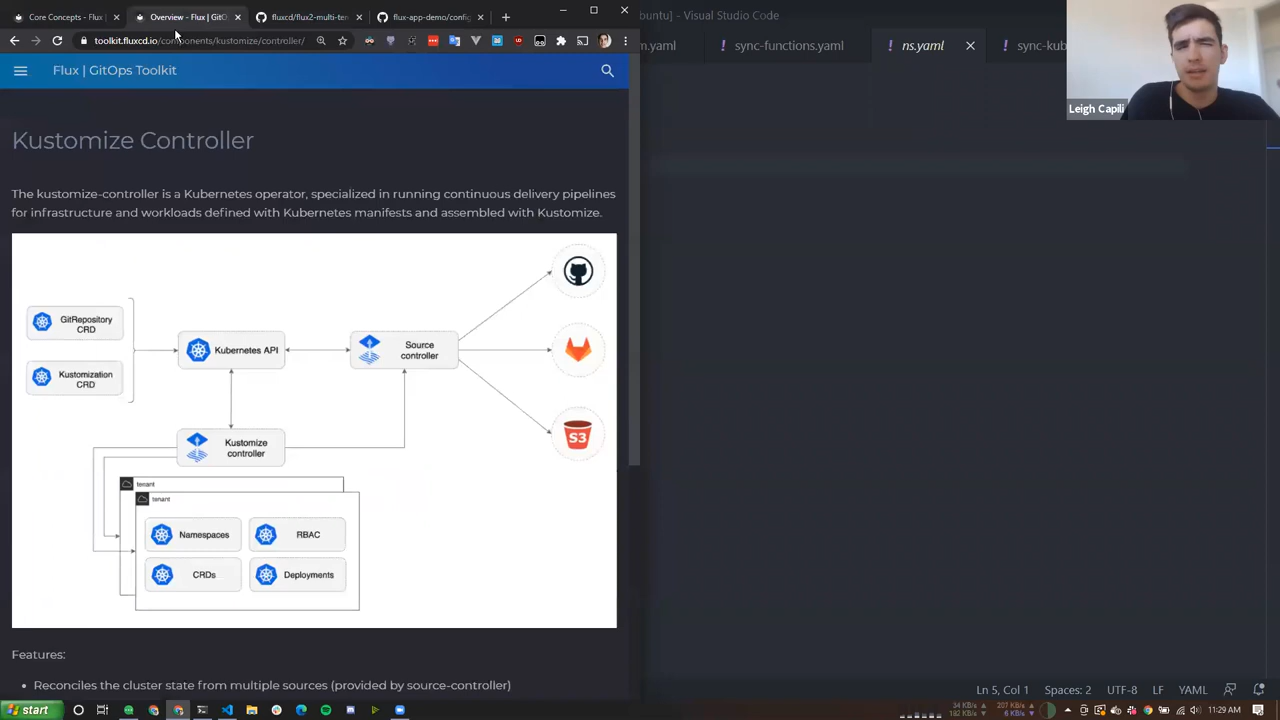 Core Concepts - Flux |
Overview - Flux | GitO
fluxcd/flux2-multi-ten
flux-app-demo/config
ubuntu] - Visual Studio Code
toolkit.fluxcd.io/components/kustomize/controller/
m.yaml
sync-functions.yaml
ns.yaml
sync-kub
Flux | GitOps Toolkit
Leigh Capili
Kustomize Controller
The kustomize-controller is a Kubernetes operator, specialized in running continuous delivery pipelines
for infrastructure and workloads defined with Kubernetes manifests and assembled with Kustomize.
GitRepository
CRD
Kustomization
CRD
Kubernetes API
Source
controller
S3
Kustomize
controller
tenant
tenant
Namespaces
RBAC
CRDs
Deployments
Features:
• Reconciles the cluster state from multiple sources (provided by source-controller)
Ln 5, Col 1
Spaces: 2
UTF-8
LF
YAML
start
11:29 AM